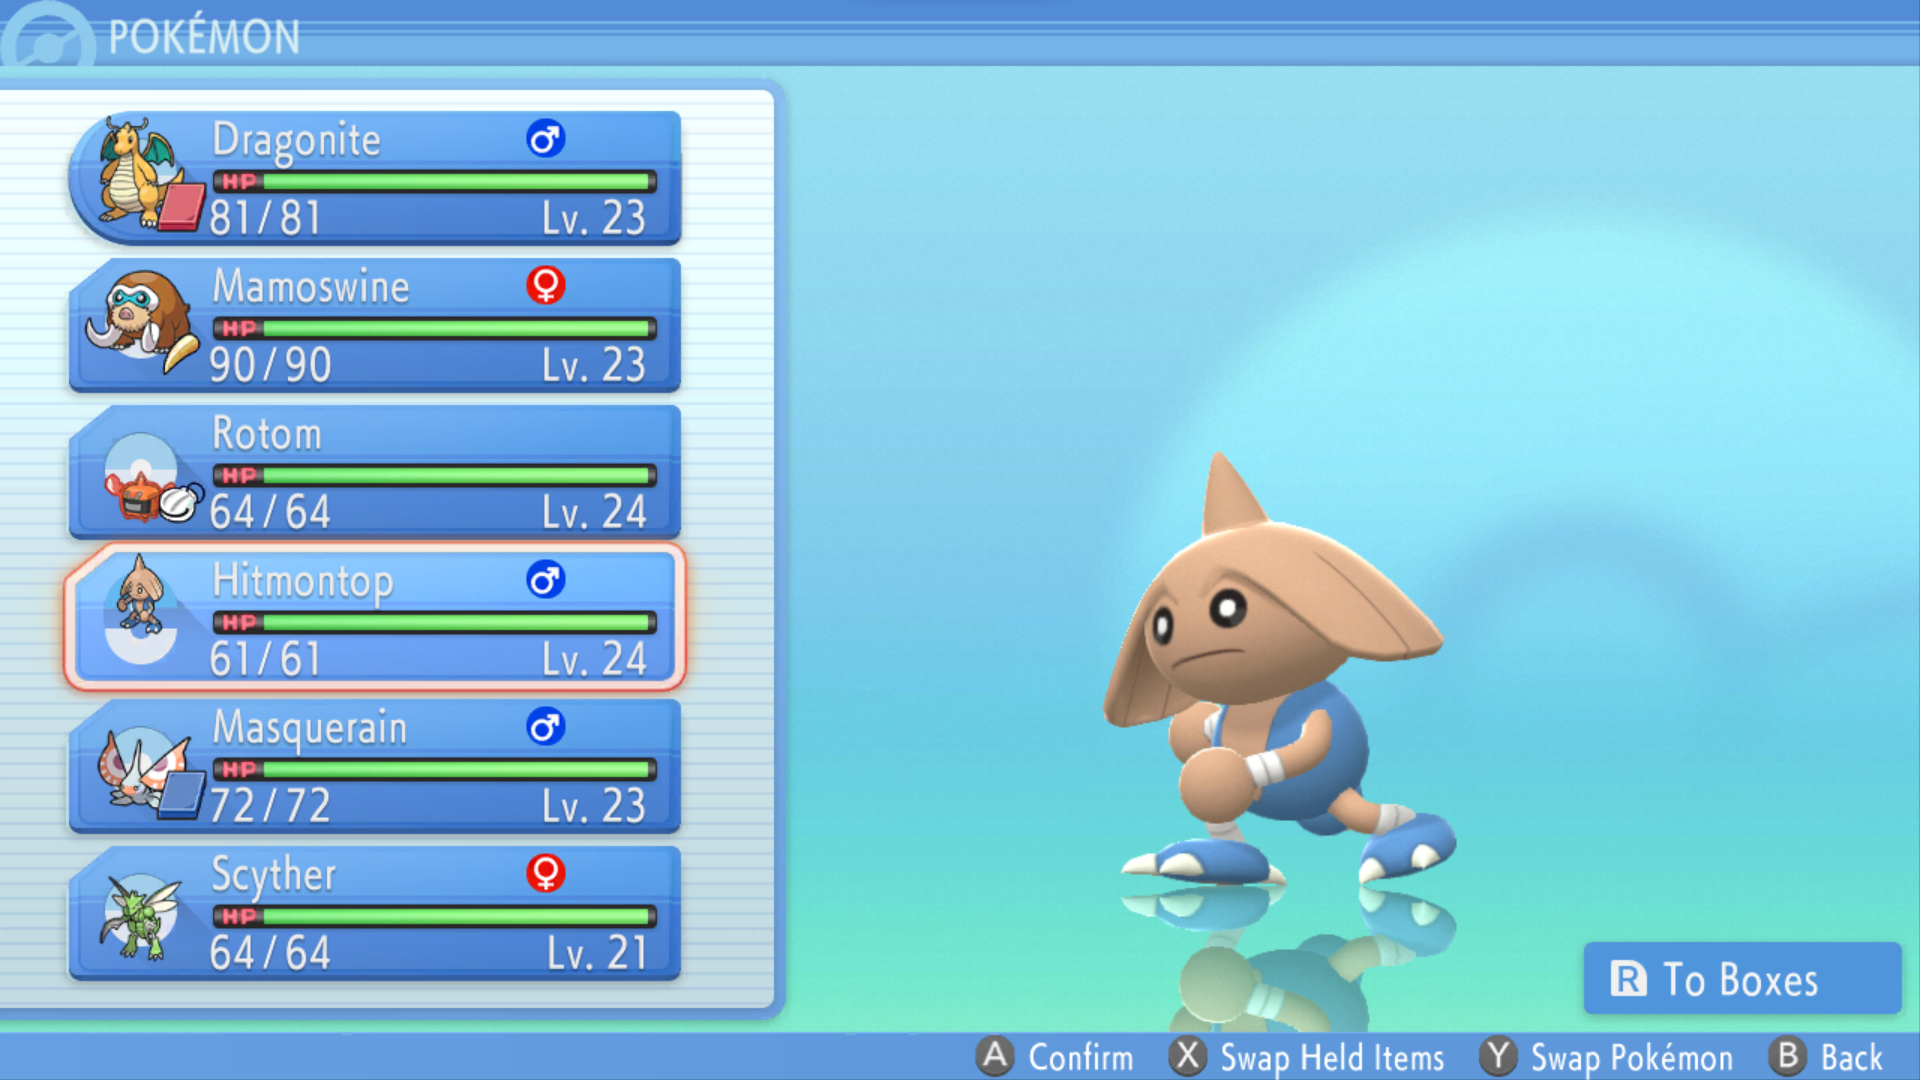 POKÉMON
Dragonite ♂
HP
81/81 Lv. 23
Mamoswine ♀
HP
90/90 Lv. 23
Rotom
HP
64/64 Lv. 24
Hitmontop ♂
HP
61/61 Lv. 24
Masquerain ♂
HP
72/72 Lv. 23
Scyther ♀
HP
64/64 Lv. 21
R To Boxes
A Confirm X Swap Held Items Y Swap Pokémon B Back